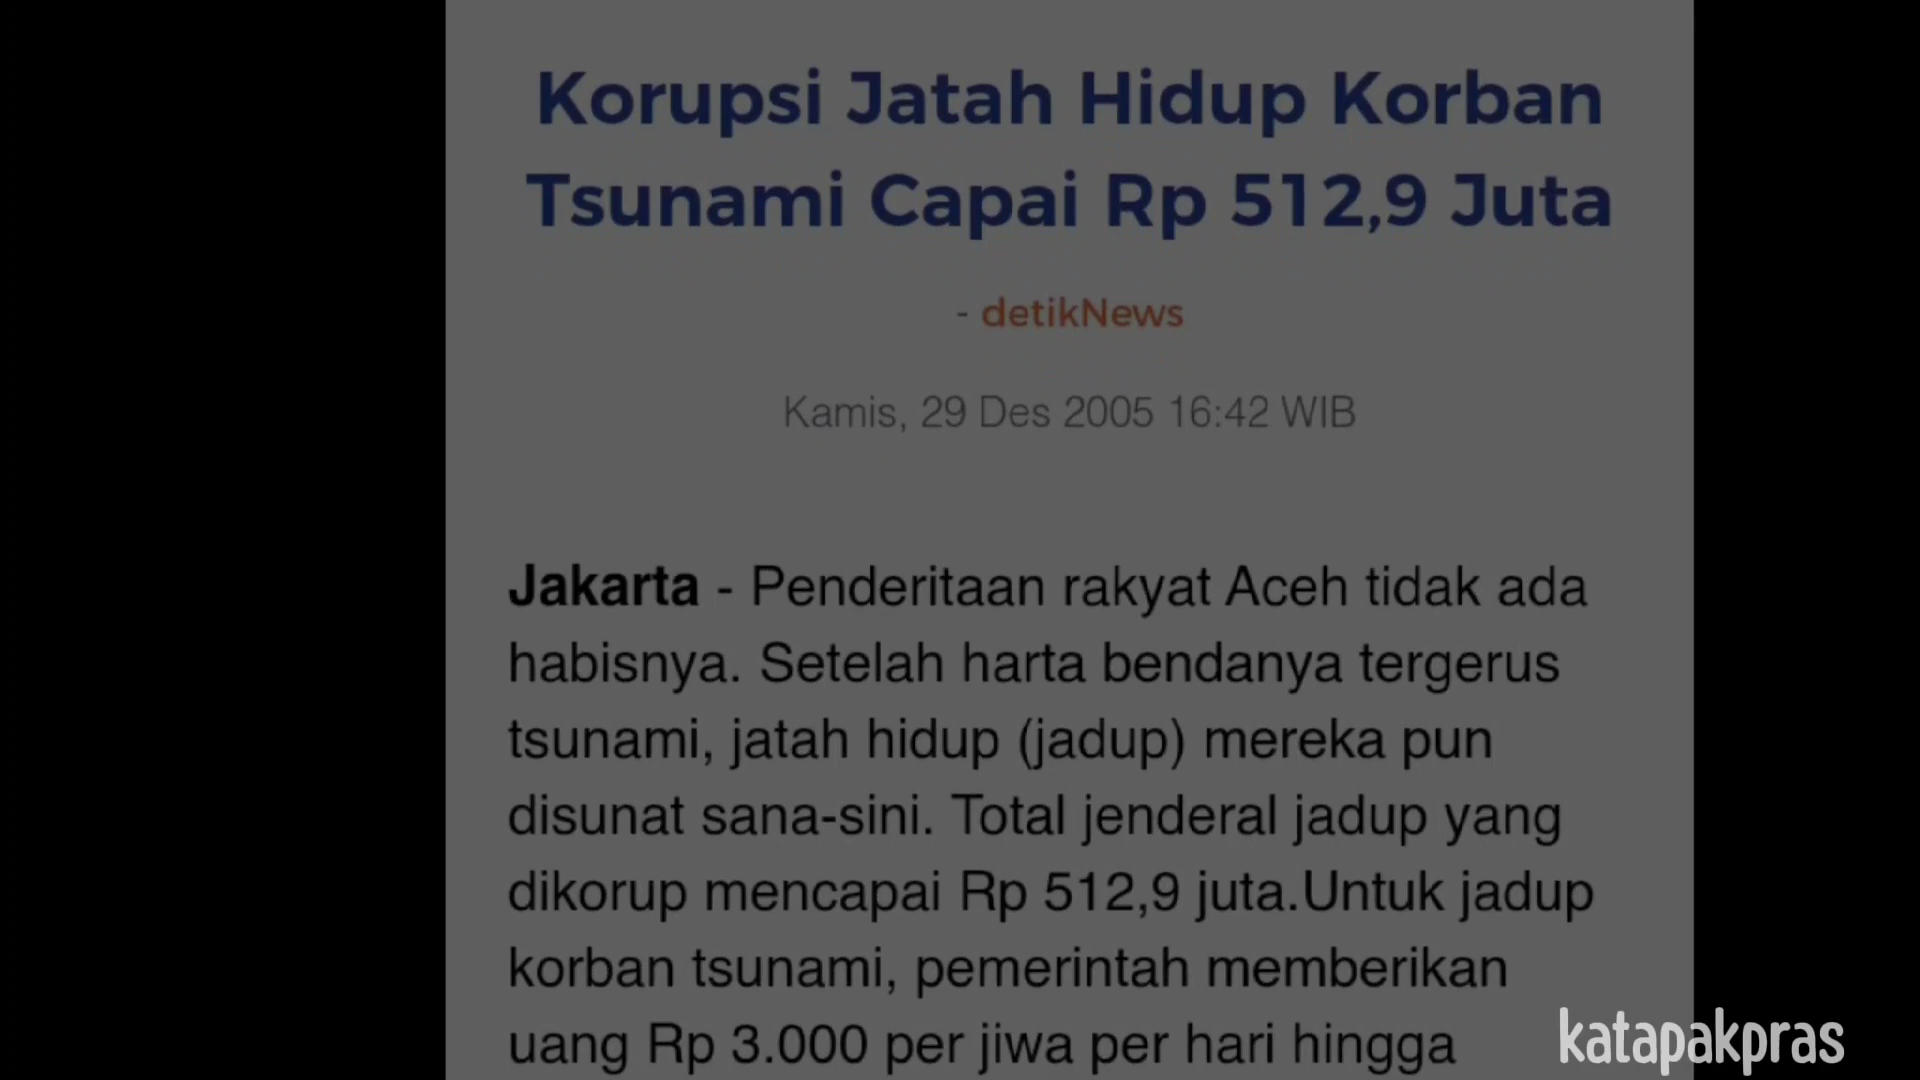 Korupsi Jatah Hidup Korban
Tsunami Capai Rp 512,9 Juta
- detikNews
Kamis, 29 Des 2005 16:42 WIB
Jakarta - Penderitaan rakyat Aceh tidak ada
habisnya. Setelah harta bendanya tergerus
tsunami, jatah hidup (jadup) mereka pun
disunat sana-sini. Total jenderal jadup yang
dikorup mencapai Rp 512,9 juta.Untuk jadup
korban tsunami, pemerintah memberikan
uang Rp 3.000 per jiwa per hari hingga
katapakpras